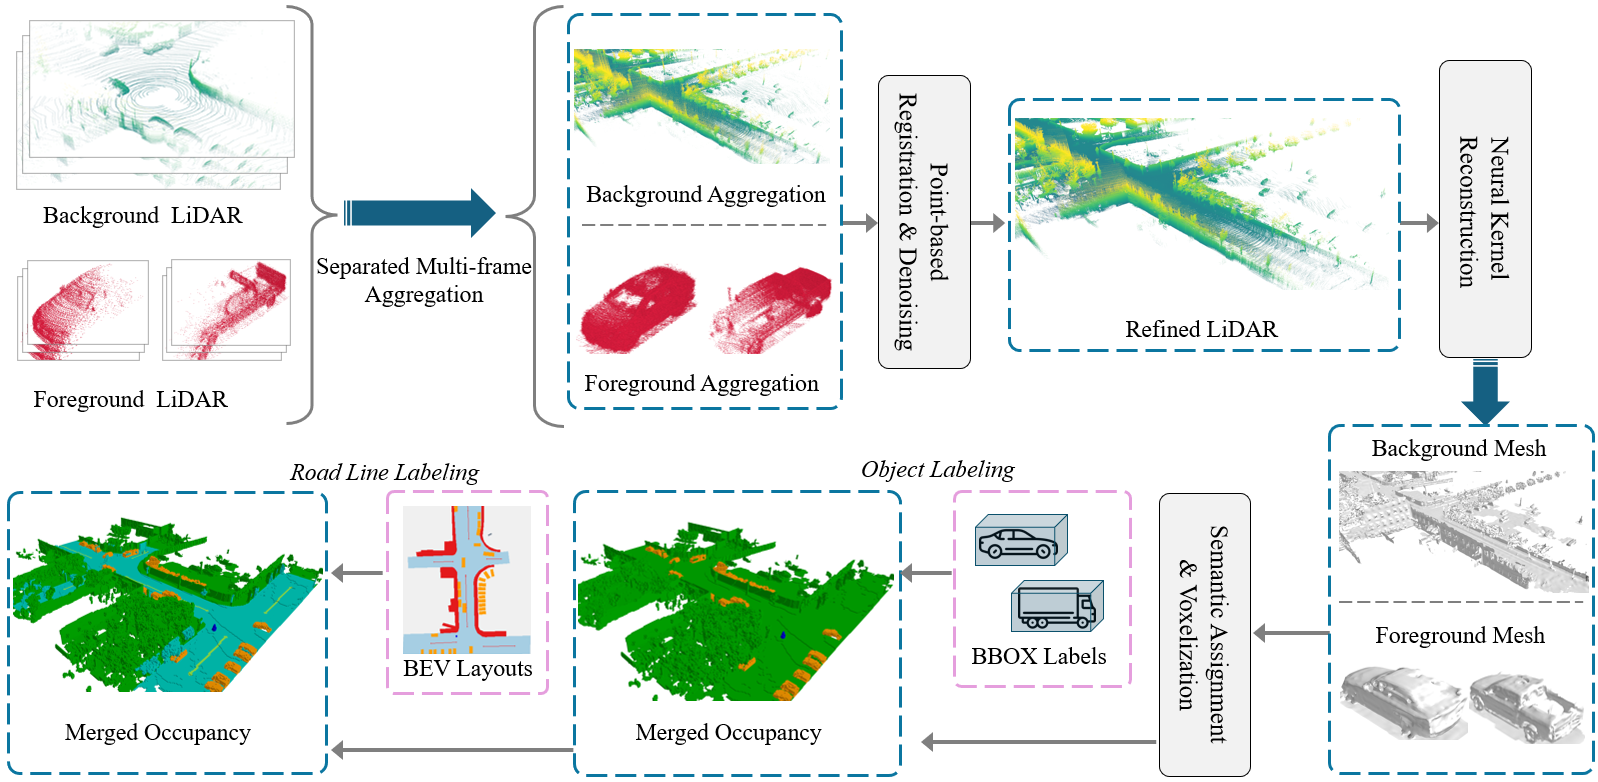 Background LiDAR
Foreground LiDAR
Separated Multi-frame
Aggregation
Background Aggregation
Foreground Aggregation
Point-based
Registration & Denoising
Refined LiDAR
Neural Kernel
Reconstruction
Background Mesh
Foreground Mesh
Semantic Assignment
& Voxelization
Object Labeling
BBOX Labels
Merged Occupancy
Road Line Labeling
BEV Layouts
Merged Occupancy